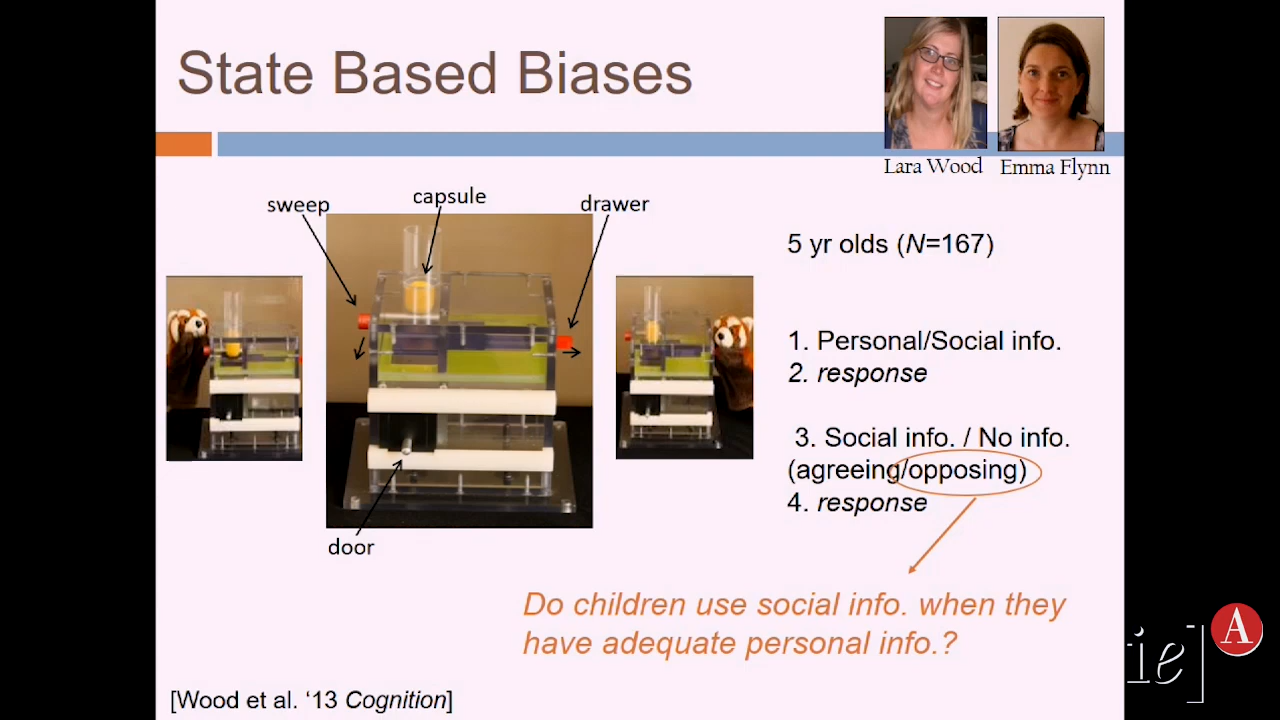 State Based Biases
Lara Wood
Emma Flynn
sweep
capsule
drawer
door
5 yr olds (N=167)
1. Personal/Social info.
2. response
3. Social info. / No info.
(agreeing/opposing)
4. response
Do children use social info. when they
have adequate personal info.?
[Wood et al. ‘13 Cognition]
ie]
A